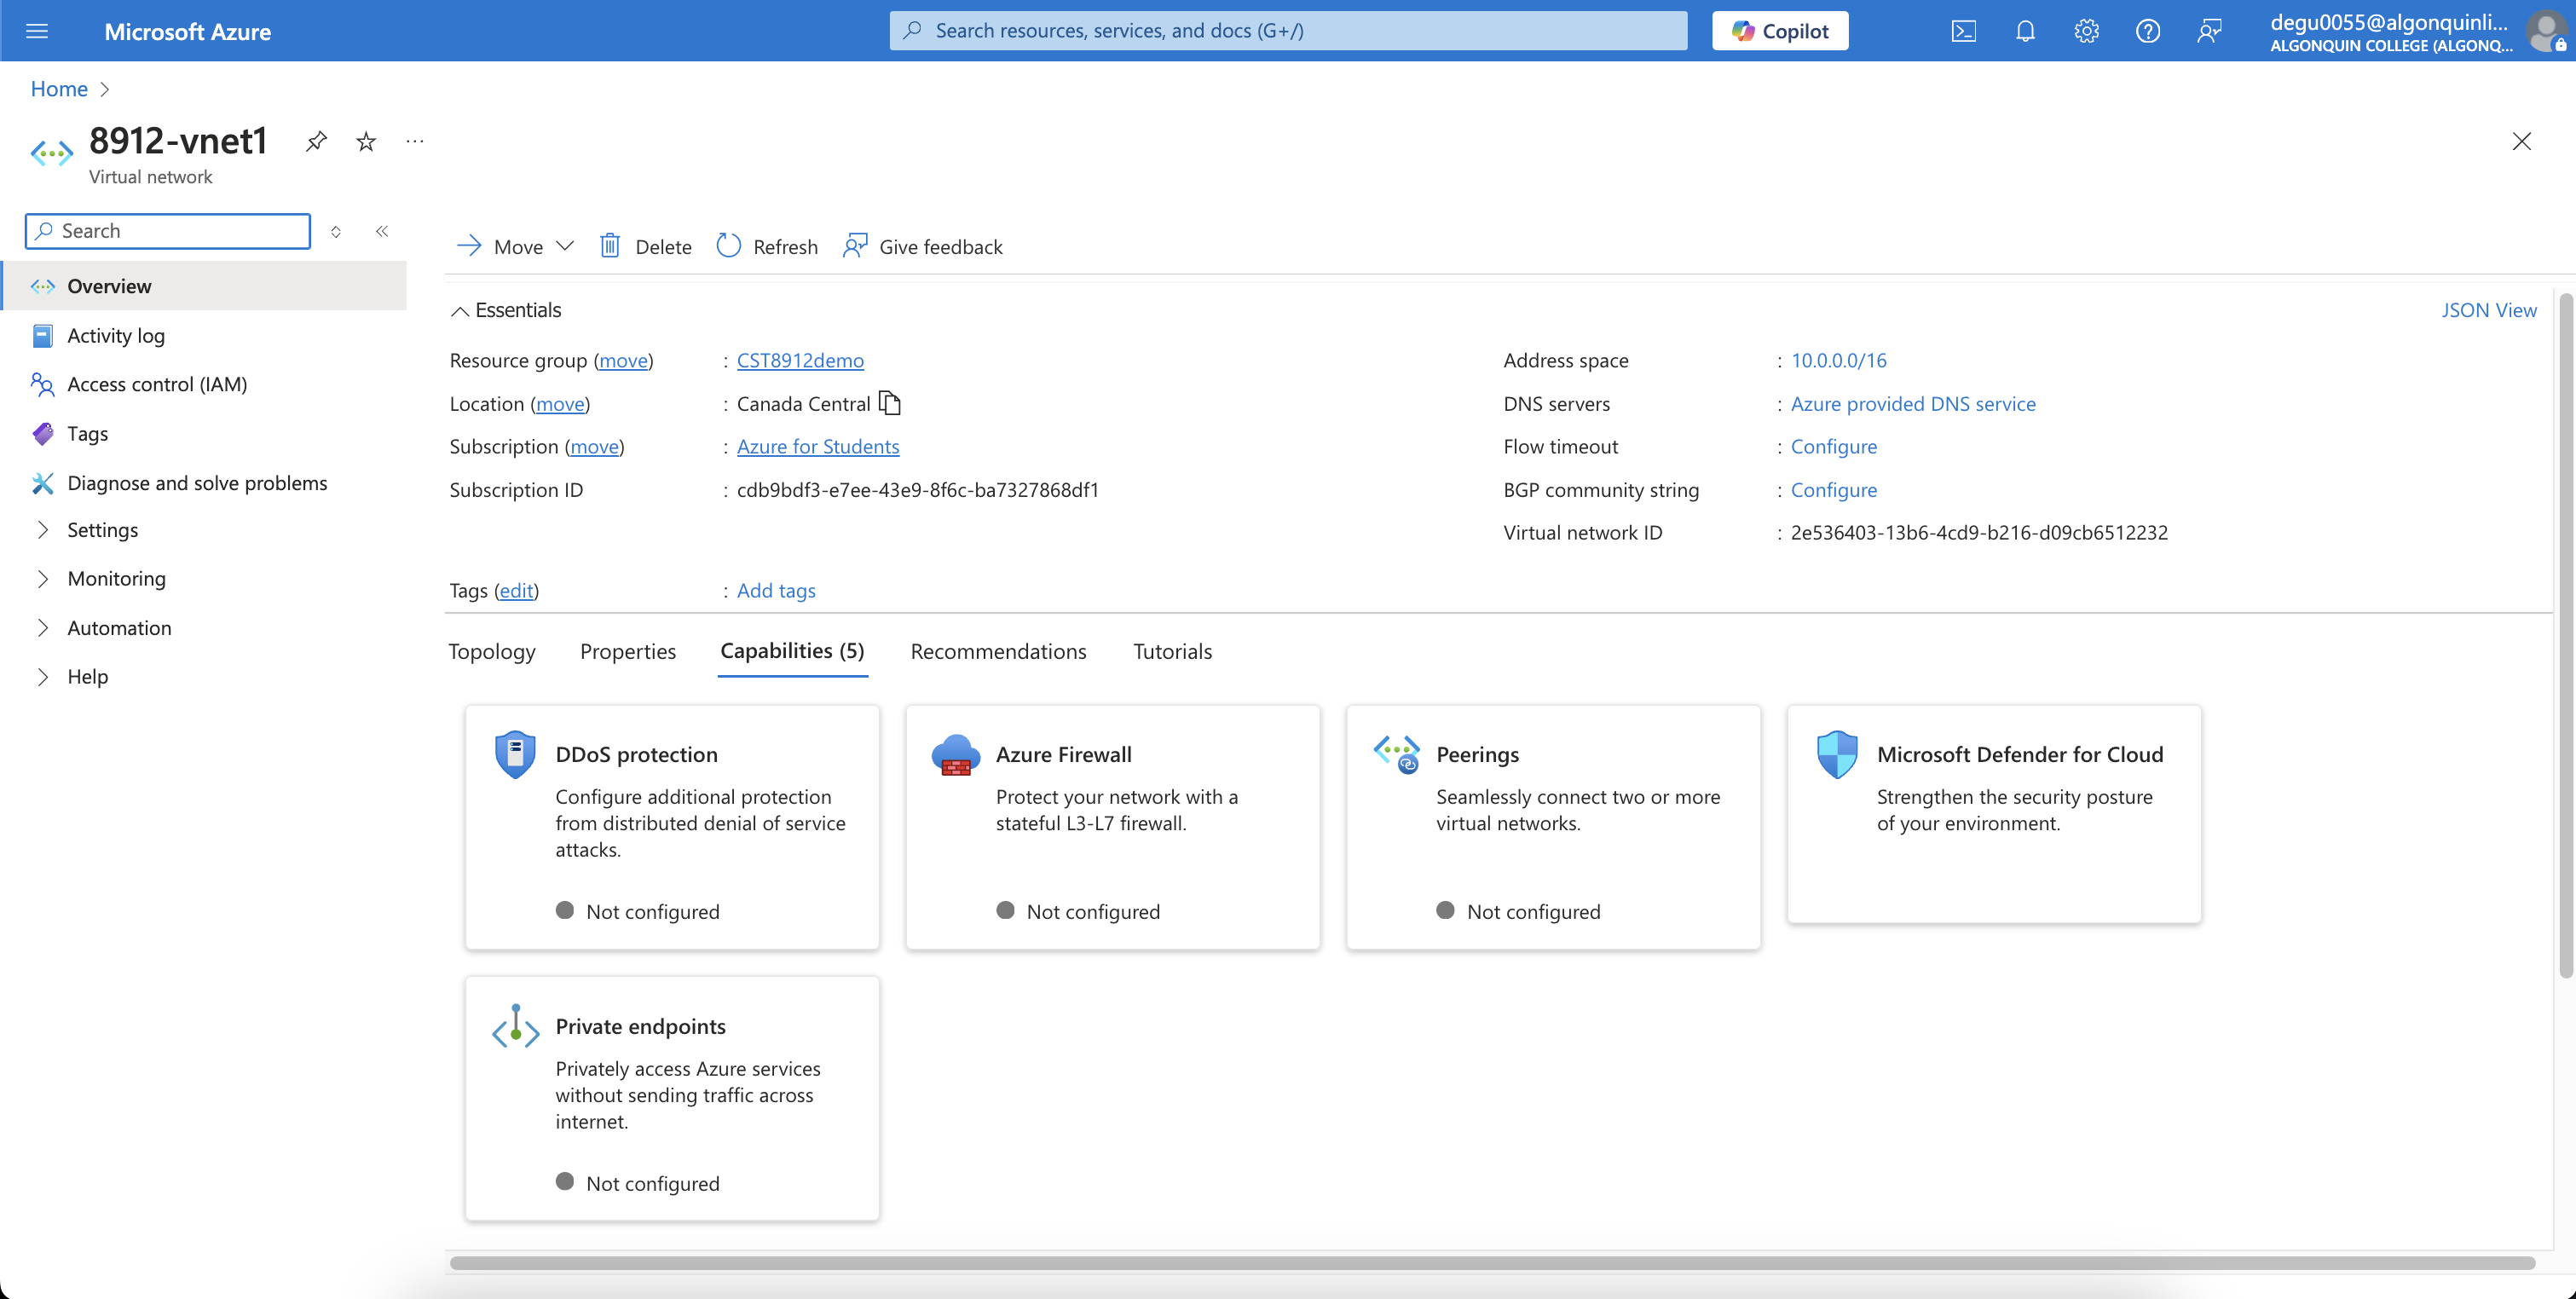 Microsoft Azure
Search resources, services, and docs (G+/)
Copilot
degu0055@algonquinli...
ALGONQUIN COLLEGE (ALGONQ...
Home
8912-vnet1
Virtual network
Search
Overview
Activity log
Access control (IAM)
Tags
Diagnose and solve problems
Settings
Monitoring
Automation
Help
Move
Delete
Refresh
Give feedback
Essentials
JSON View
Resource group (move) : CST8912demo
Location (move) : Canada Central
Subscription (move) : Azure for Students
Subscription ID : cdb9bdf3-e7ee-43e9-8f6c-ba7327868df1
Address space : 10.0.0.0/16
DNS servers : Azure provided DNS service
Flow timeout : Configure
BGP community string : Configure
Virtual network ID : 2e536403-13b6-4cd9-b216-d09cb6512232
Tags (edit) : Add tags
Topology
Properties
Capabilities (5)
Recommendations
Tutorials
DDoS protection
Configure additional protection
from distributed denial of service
attacks.
Not configured
Azure Firewall
Protect your network with a
stateful L3-L7 firewall.
Not configured
Peerings
Seamlessly connect two or more
virtual networks.
Not configured
Microsoft Defender for Cloud
Strengthen the security posture
of your environment.
Private endpoints
Privately access Azure services
without sending traffic across
internet.
Not configured